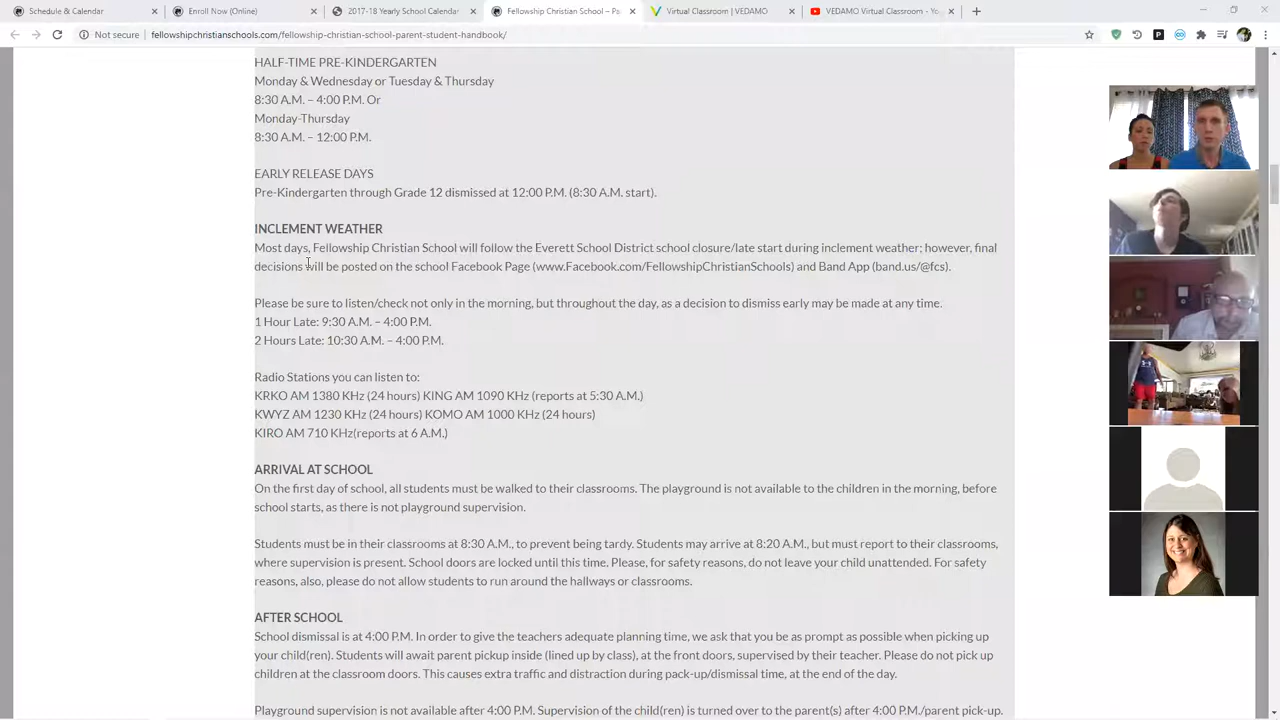 Schedule & Calendar
Enroll Now (Online)
2017-18 Yearly School Calendar
Fellowship Christian School – Pa
Virtual Classroom | VEDAMO
VEDAMO Virtual Classroom - Yo
Not secure
fellowshipchristianschools.com/fellowship-christian-school-parent-student-handbook/
HALF-TIME PRE-KINDERGARTEN
Monday & Wednesday or Tuesday & Thursday
8:30 A.M. – 4:00 P.M. Or
Monday-Thursday
8:30 A.M. – 12:00 P.M.
EARLY RELEASE DAYS
Pre-Kindergarten through Grade 12 dismissed at 12:00 P.M. (8:30 A.M. start).
INCLEMENT WEATHER
Most days, Fellowship Christian School will follow the Everett School District school closure/late start during inclement weather; however, final
decisions will be posted on the school Facebook Page (www.Facebook.com/FellowshipChristianSchools) and Band App (band.us/@fcs).
Please be sure to listen/check not only in the morning, but throughout the day, as a decision to dismiss early may be made at any time.
1 Hour Late: 9:30 A.M. – 4:00 P.M.
2 Hours Late: 10:30 A.M. – 4:00 P.M.
Radio Stations you can listen to:
KRKO AM 1380 KHz (24 hours) KING AM 1090 KHz (reports at 5:30 A.M.)
KWYZ AM 1230 KHz (24 hours) KOMO AM 1000 KHz (24 hours)
KIRO AM 710 KHz(reports at 6 A.M.)
ARRIVAL AT SCHOOL
On the first day of school, all students must be walked to their classrooms. The playground is not available to the children in the morning, before
school starts, as there is not playground supervision.
Students must be in their classrooms at 8:30 A.M., to prevent being tardy. Students may arrive at 8:20 A.M., but must report to their classrooms,
where supervision is present. School doors are locked until this time. Please, for safety reasons, do not leave your child unattended. For safety
reasons, also, please do not allow students to run around the hallways or classrooms.
AFTER SCHOOL
School dismissal is at 4:00 P.M. In order to give the teachers adequate planning time, we ask that you be as prompt as possible when picking up
your child(ren). Students will await parent pickup inside (lined up by class), at the front doors, supervised by their teacher. Please do not pick up
children at the classroom doors. This causes extra traffic and distraction during pack-up/dismissal time, at the end of the day.
Playground supervision is not available after 4:00 P.M. Supervision of the child(ren) is turned over to the parent(s) after 4:00 P.M./parent pick-up.